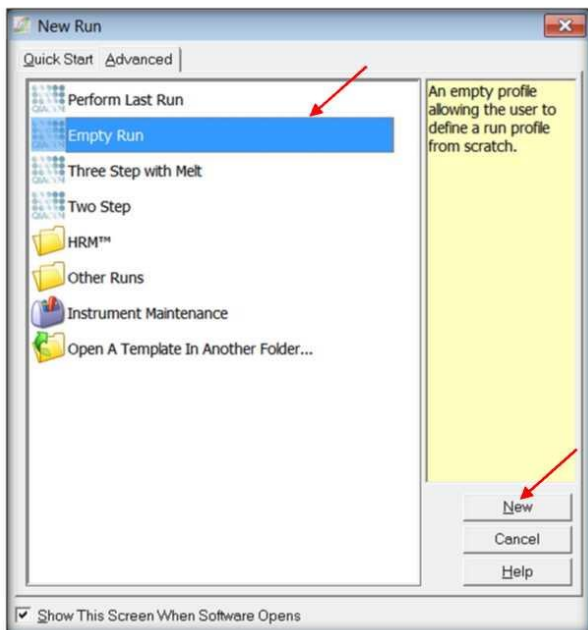 New Run
Quick Start
Advanced
Perform Last Run
Empty Run
Three Step with Melt
Two Step
HRM™
Other Runs
Instrument Maintenance
Open A Template In Another Folder...
An empty profile
allowing the user to
define a run profile
from scratch.
New
Cancel
Help
Show This Screen When Software Opens